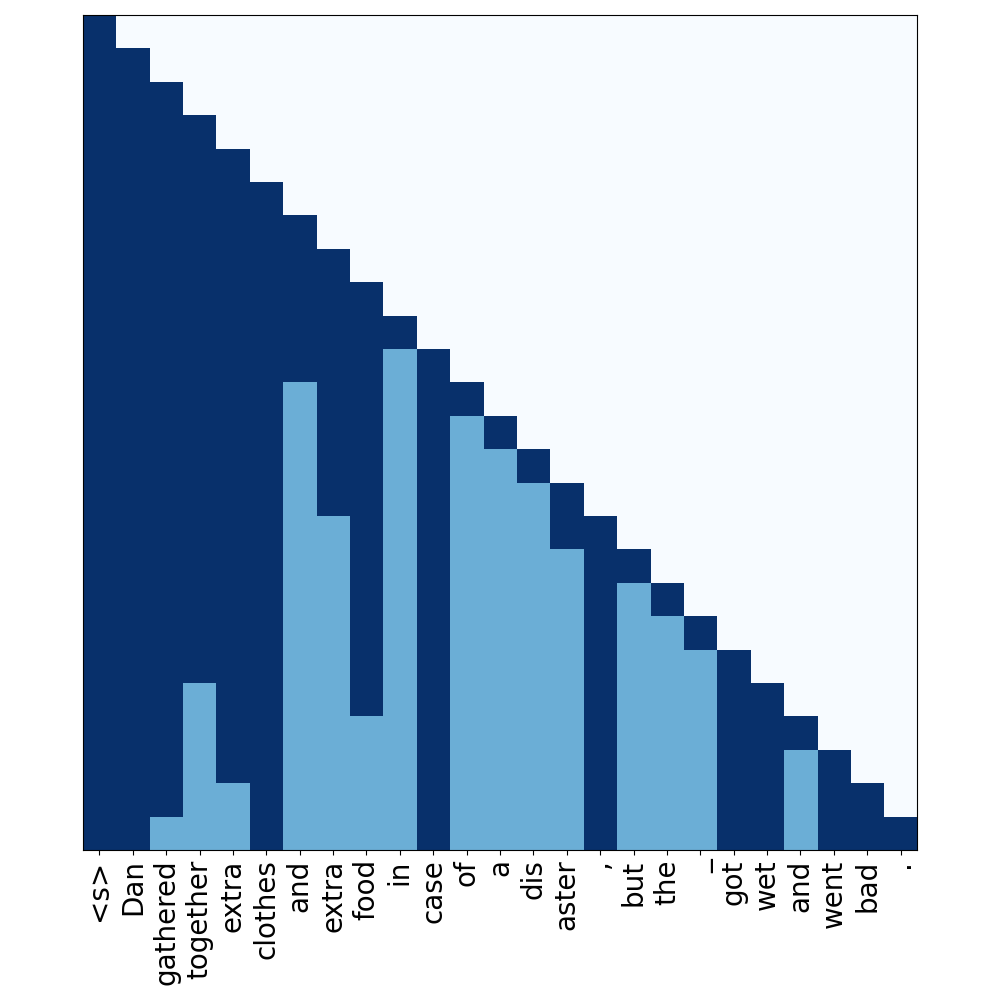 <s> Dan gathered together extra clothes and extra food in case of a dis aster , but the _ got wet and went bad .